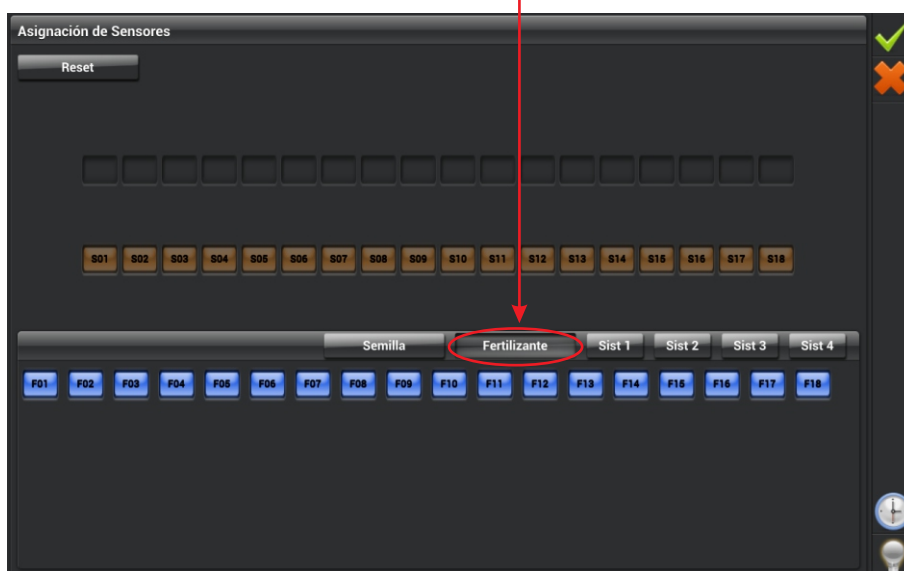 Asignación de Sensores
Reset
S01 S02 S03 S04 S05 S06 S07 S08 S09 S10 S11 S12 S13 S14 S15 S16 S17 S18
Semilla Fertilizante Sist 1 Sist 2 Sist 3 Sist 4
F01 F02 F03 F04 F05 F06 F07 F08 F09 F10 F11 F12 F13 F14 F15 F16 F17 F18